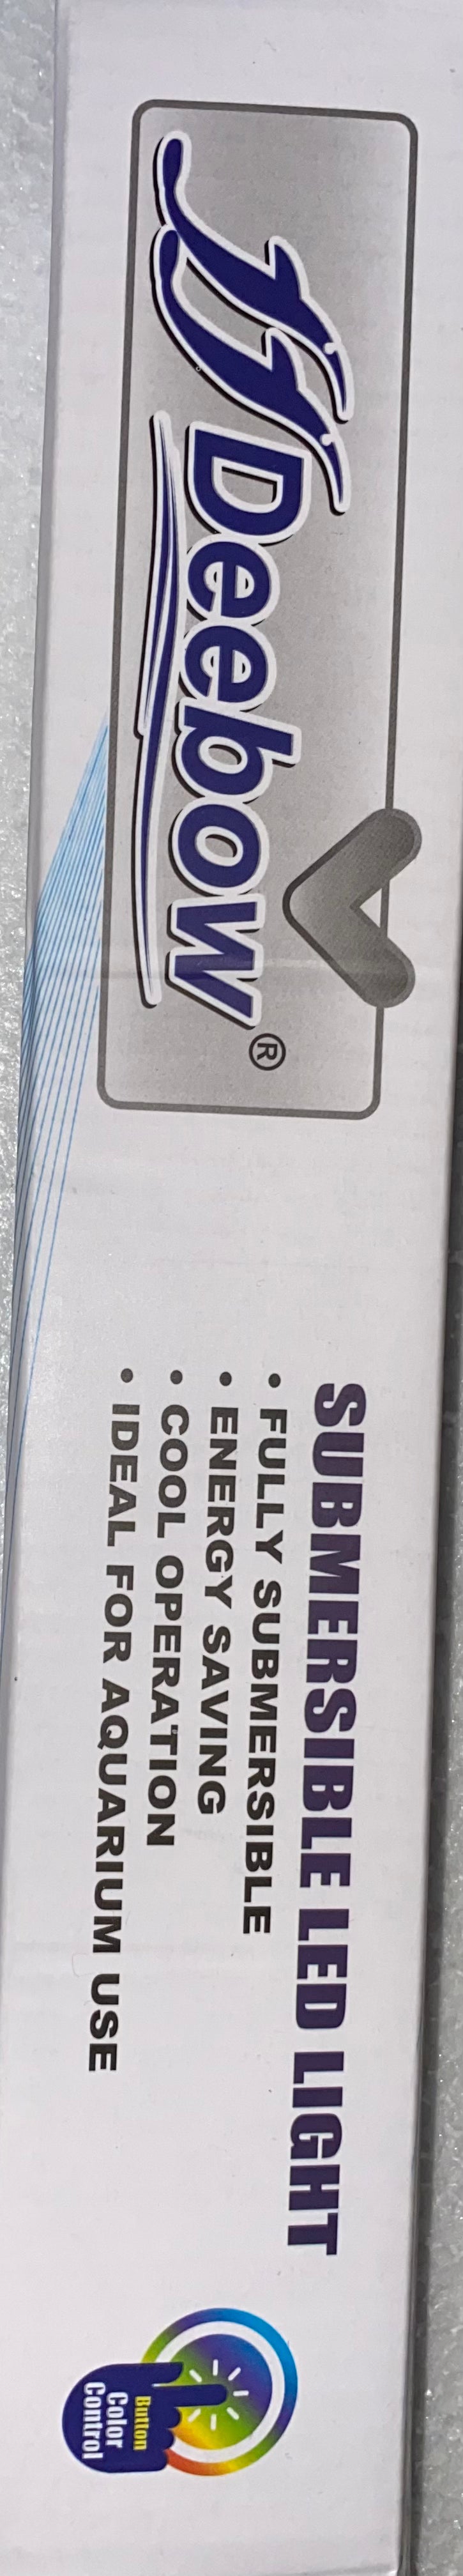 Deebow®
SUBMERSIBLE LED LIGHT
• FULLY SUBMERSIBLE
• ENERGY SAVING
• COOL OPERATION
• IDEAL FOR AQUARIUM USE
Button
Color
Control